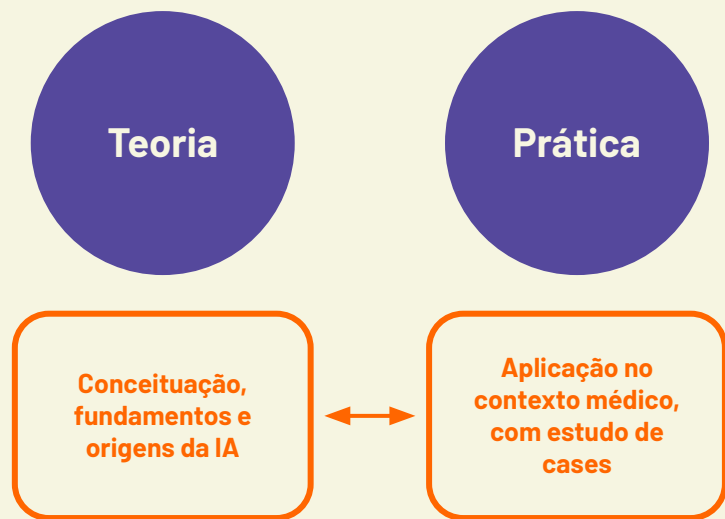 Teoria
Prática
Conceituação,
fundamentos e
origens da IA
Aplicação no
contexto médico,
com estudo de
cases